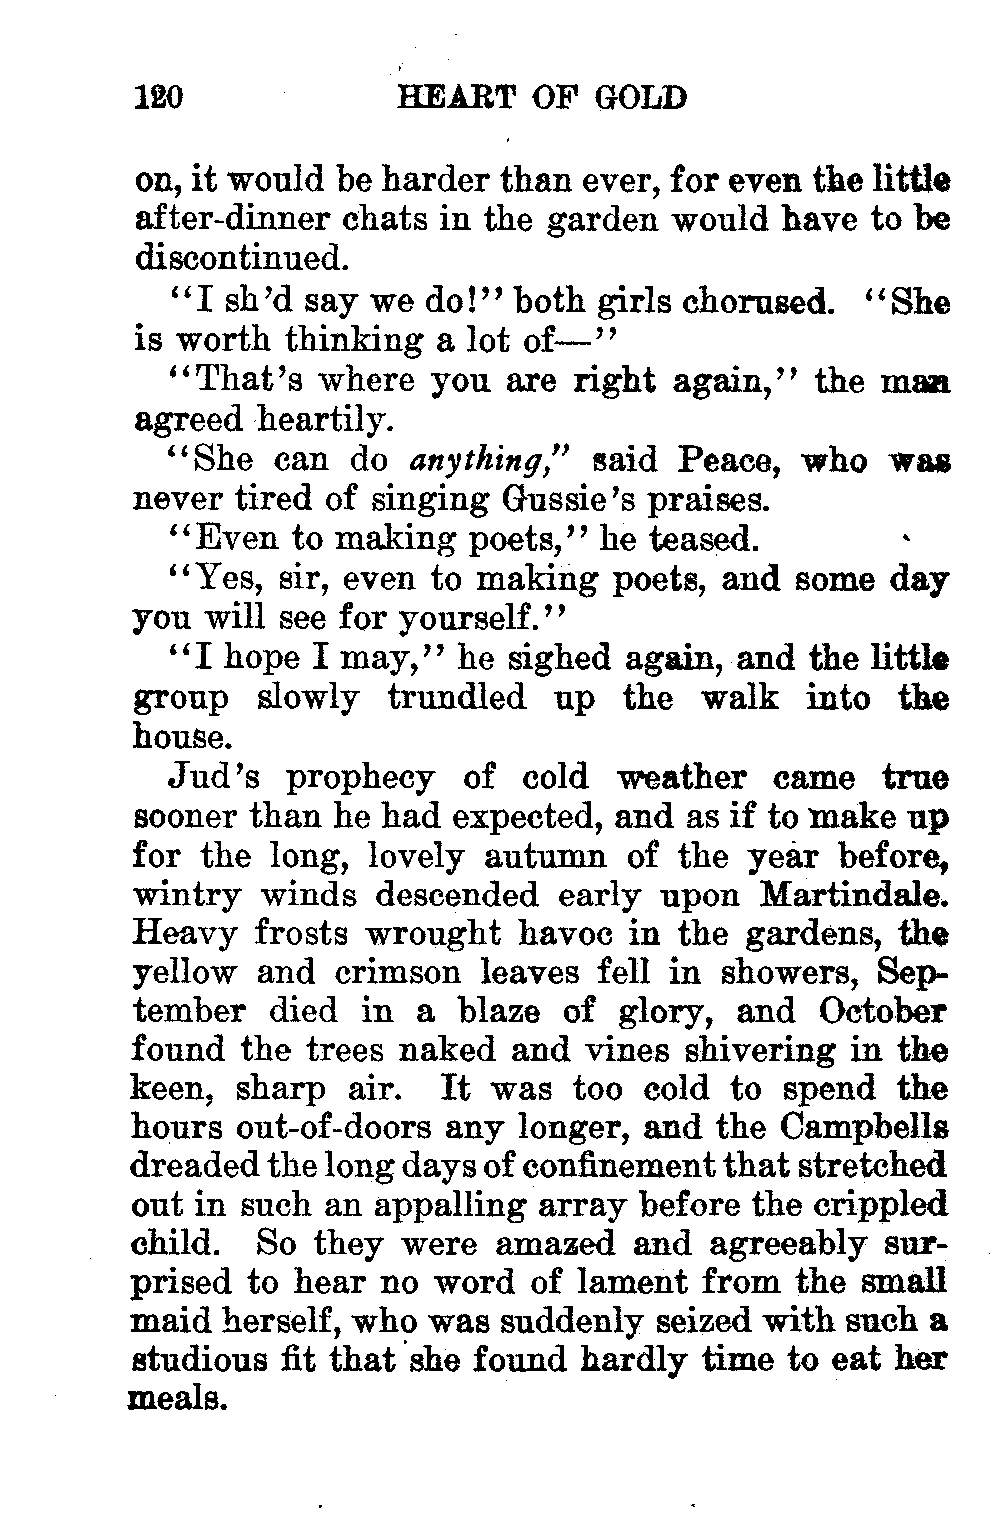 120 HEART OF GOLD
on, it would be harder than ever, for even the little
after-dinner chats in the garden would have to be
discontinued.
“I sh’d say we do!” both girls chorused. “She
is worth thinking a lot of—”
“That’s where you are right again,” the man
agreed heartily.
“She can do anything,” said Peace, who was
never tired of singing Gussie’s praises.
“Even to making poets,” he teased.
“Yes, sir, even to making poets, and some day
you will see for yourself.”
“I hope I may,” he sighed again, and the little
group slowly trundled up the walk into the
house.
Jud’s prophecy of cold weather came true
sooner than he had expected, and as if to make up
for the long, lovely autumn of the year before,
wintry winds descended early upon Martindale.
Heavy frosts wrought havoc in the gardens, the
yellow and crimson leaves fell in showers, Sep-
tember died in a blaze of glory, and October
found the trees naked and vines shivering in the
keen, sharp air. It was too cold to spend the
hours out-of-doors any longer, and the Campbells
dreaded the long days of confinement that stretched
out in such an appalling array before the crippled
child. So they were amazed and agreeably sur-
prised to hear no word of lament from the small
maid herself, who was suddenly seized with such a
studious fit that she found hardly time to eat her
meals.